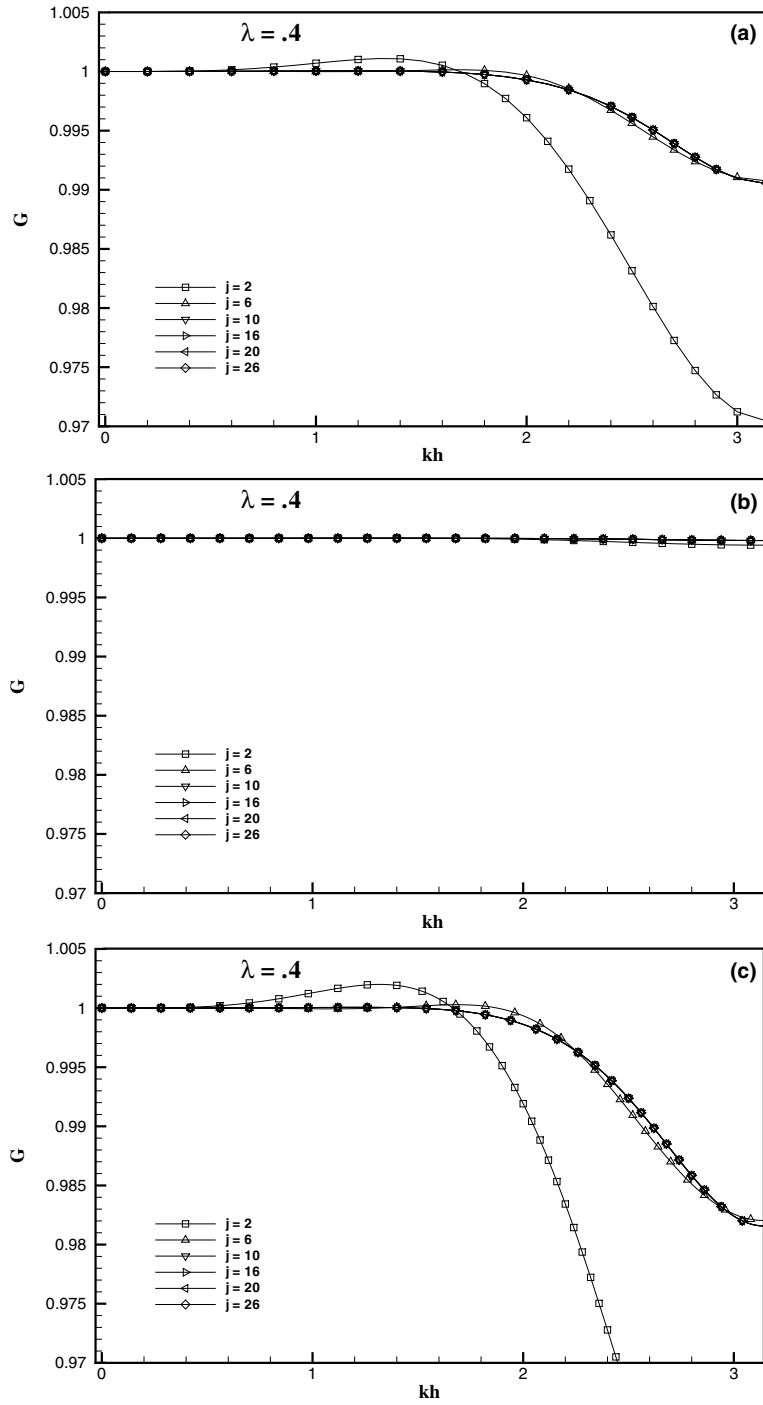 1.005
λ = .4
(a)
1
0.995
0.99
G
0.985
j = 2
j = 6
0.98
j = 10
j = 16
0.975
j = 20
j = 26
0.97
0
1
2
3
kh
1.005
λ = .4
(b)
1
0.995
0.99
G
0.985
j = 2
0.98
j = 6
j = 10
j = 16
0.975
j = 20
j = 26
0.97
0
1
2
3
kh
1.005
λ = .4
(c)
1
0.995
0.99
G
0.985
j = 2
0.98
j = 6
j = 10
j = 16
0.975
j = 20
j = 26
0.97
0
1
2
3
kh